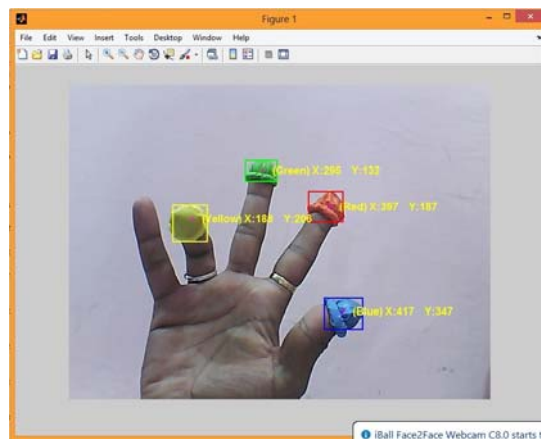 Figure 1
File Edit View Insert Tools Desktop Window Help
(Green) X:296 Y:132
(Yellow) X:188 Y:206
(Red) X:397 Y:187
(Blue) X:417 Y:347
iBall Face2Face Webcam C8.0 starts